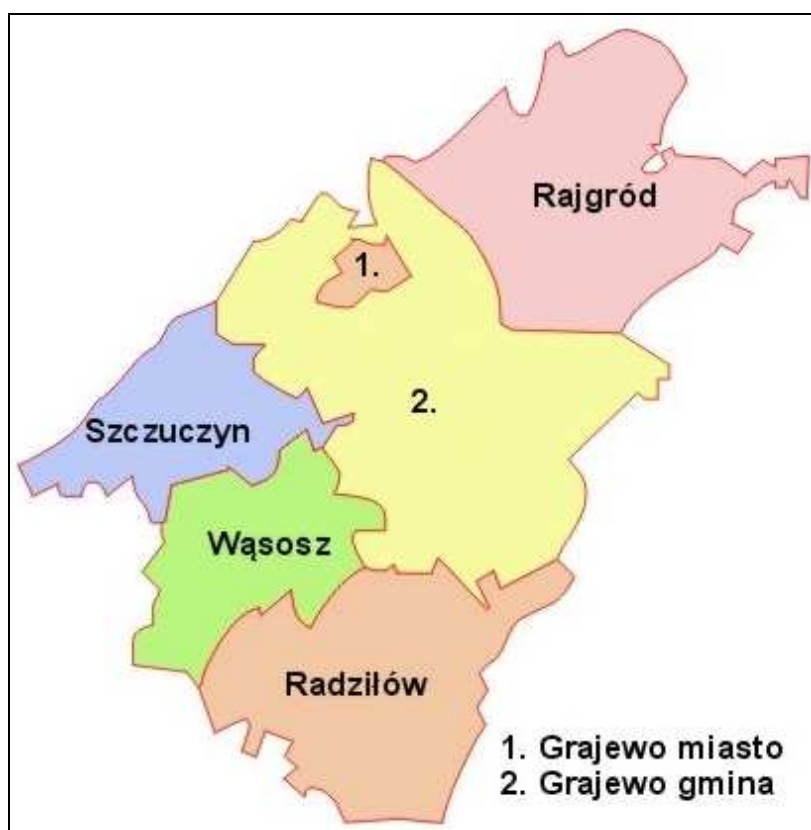 Rajgród
1.
2.
Szczuczyn
Wąsosz
Radziłów
1. Grajewo miasto
2. Grajewo gmina